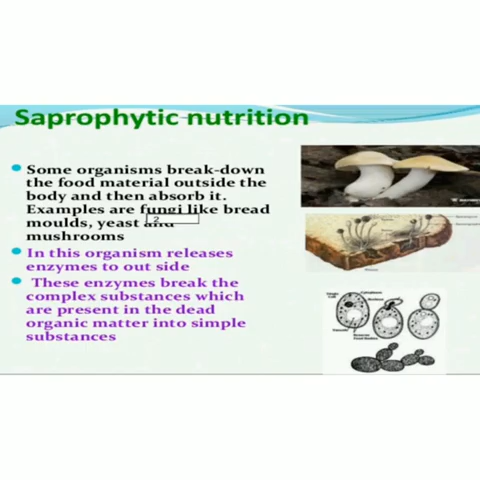 Saprophytic nutrition
Some organisms break-down
the food material outside the
body and then absorb it.
Examples are fungi like bread
2
moulds, yeast and
mushrooms
In this organism releases
enzymes to out side
These enzymes break the
complex substances which
are present in the dead
organic matter into simple
substances